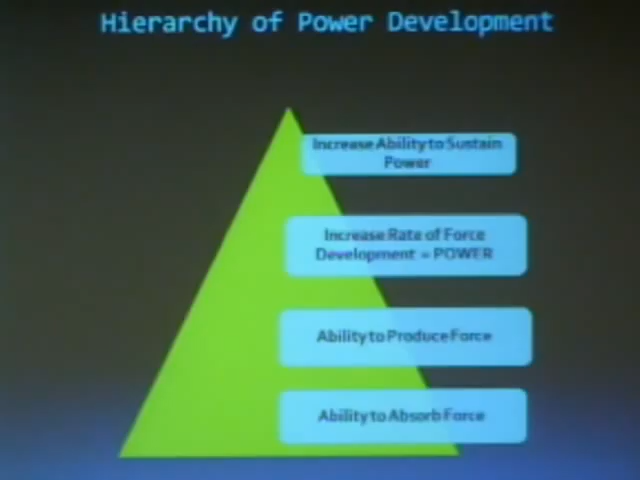 Hierarchy of Power Development
Increase Ability to Sustain
Power
Increase Rate of Force
Development = POWER
Ability to Produce Force
Ability to Absorb Force